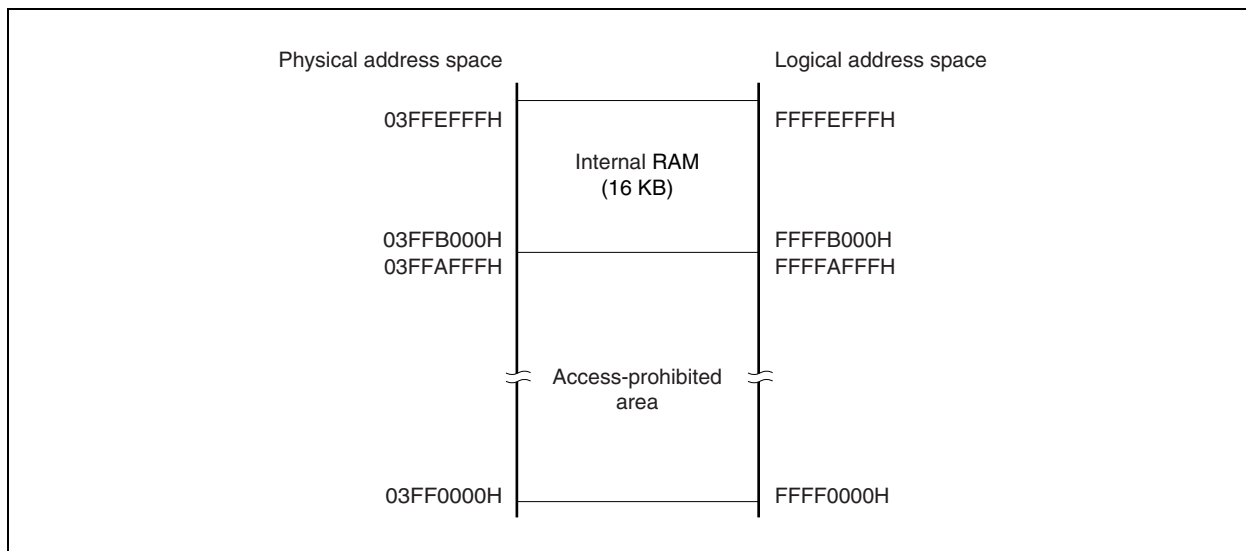 Physical address space
Logical address space
03FFEFFFH
FFFFEFFFH
Internal RAM
(16 KB)
03FFB000H
FFFFB000H
03FFAFFFH
FFFFAFFFH
Access-prohibited
area
03FF0000H
FFFF0000H